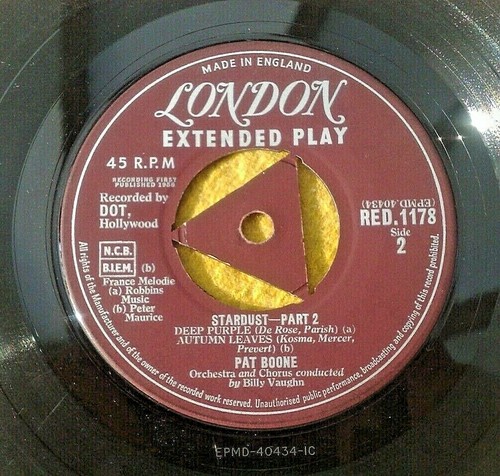 MADE IN ENGLAND
LONDON
EXTENDED PLAY
45 R.P.M
RECORDING FIRST
PUBLISHED 1958
Recorded by
DOT,
Hollywood
(EPMD-40434)
RED.1178
Side
2
N.C.B.
B.I.E.M. (b)
France Melodie
(a) Robbins
Music
(b) Peter
Maurice
STARDUST—PART 2
DEEP PURPLE (De Rose, Parish) (a)
AUTUMN LEAVES (Kosma, Mercer,
Prevert) (b)
PAT BOONE
Orchestra and Chorus conducted
by Billy Vaughn
All rights of the Manufacturer and of the owner of the recorded work reserved. Unauthorised public performance, broadcasting and copying of this record prohibited.
EPMD-40434-1C